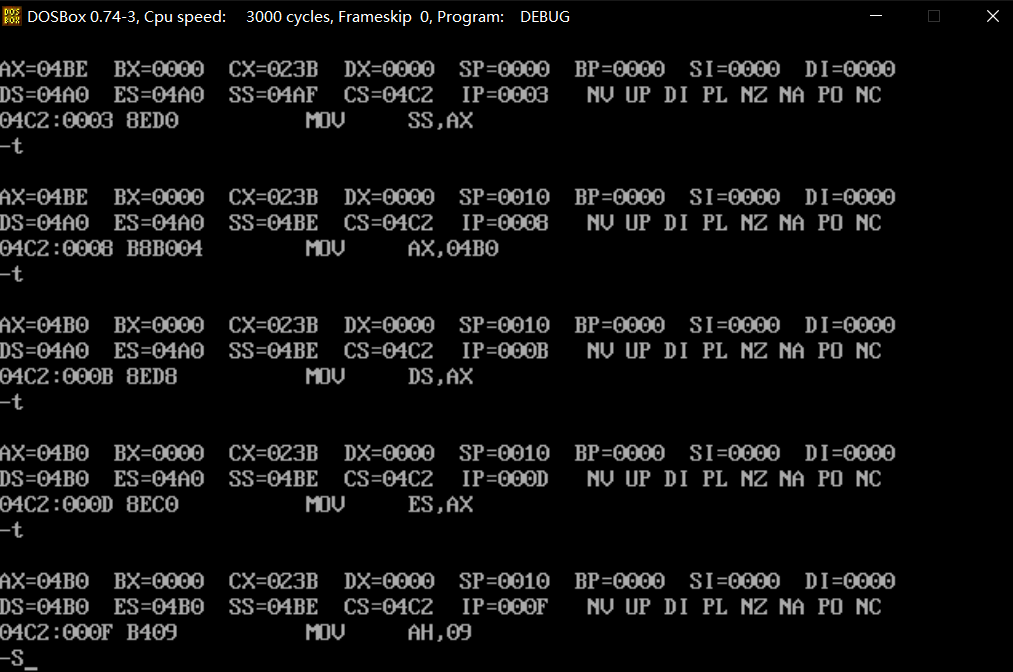 DOS BOX DOSBox 0.74-3, Cpu speed: 3000 cycles, Frameskip 0, Program: DEBUG
AX=04BE BX=0000 CX=023B DX=0000 SP=0000 BP=0000 SI=0000 DI=0000
DS=04A0 ES=04A0 SS=04AF CS=04C2 IP=0003 NV UP DI PL NZ NA PO NC
04C2:0003 8ED0 MOV SS,AX
-t
AX=04BE BX=0000 CX=023B DX=0000 SP=0010 BP=0000 SI=0000 DI=0000
DS=04A0 ES=04A0 SS=04BE CS=04C2 IP=0008 NV UP DI PL NZ NA PO NC
04C2:0008 B8B004 MOV AX,04B0
-t
AX=04B0 BX=0000 CX=023B DX=0000 SP=0010 BP=0000 SI=0000 DI=0000
DS=04A0 ES=04A0 SS=04BE CS=04C2 IP=000B NV UP DI PL NZ NA PO NC
04C2:000B 8ED8 MOV DS,AX
-t
AX=04B0 BX=0000 CX=023B DX=0000 SP=0010 BP=0000 SI=0000 DI=0000
DS=04B0 ES=04A0 SS=04BE CS=04C2 IP=000D NV UP DI PL NZ NA PO NC
04C2:000D 8EC0 MOV ES,AX
-t
AX=04B0 BX=0000 CX=023B DX=0000 SP=0010 BP=0000 SI=0000 DI=0000
DS=04B0 ES=04B0 SS=04BE CS=04C2 IP=000F NV UP DI PL NZ NA PO NC
04C2:000F B409 MOV AH,09
-S_